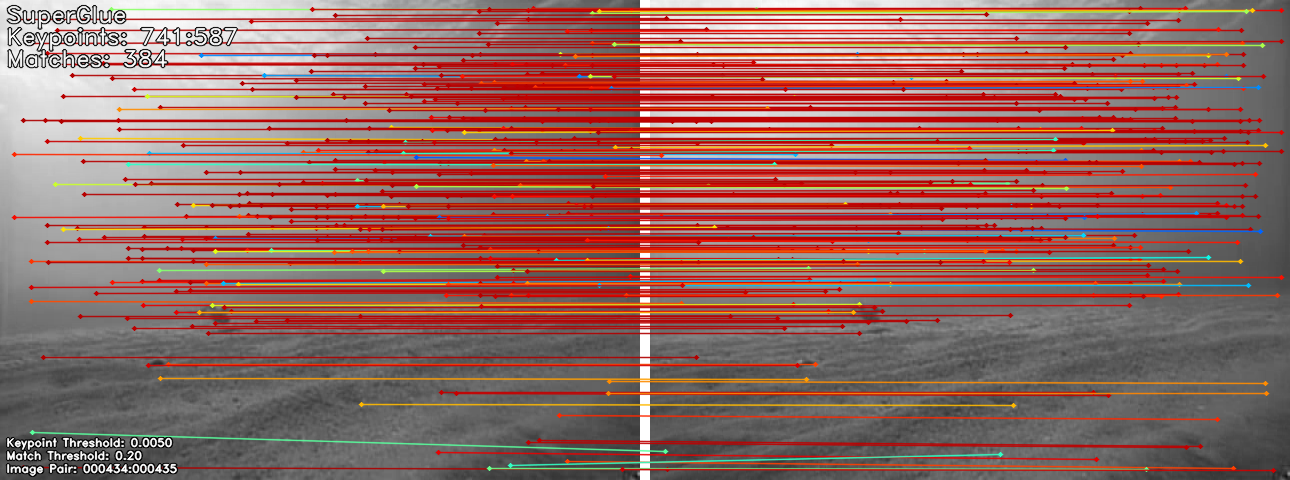 SuperGlue
Keypoints: 741:587
Matches: 384
Keypoint Threshold: 0.0050
Match Threshold: 0.20
Image Pair: 000434:000435